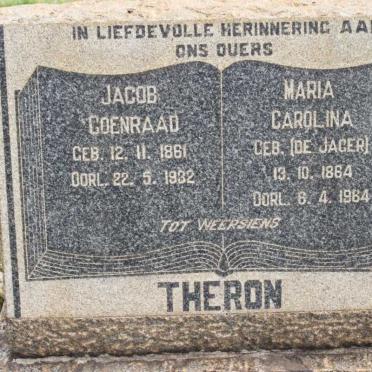 IN LIEFDEVOLLE HERINNERING AAN
ONS OUERS
JACOB
COENRAAD
GEB. 12. 11. 1861
OORL. 22. 5. 1932
MARIA
CAROLINA
GEB. (DE JAGER)
13. 10. 1864
OORL. 6. 4. 1964
TOT WEERSIENS
THERON